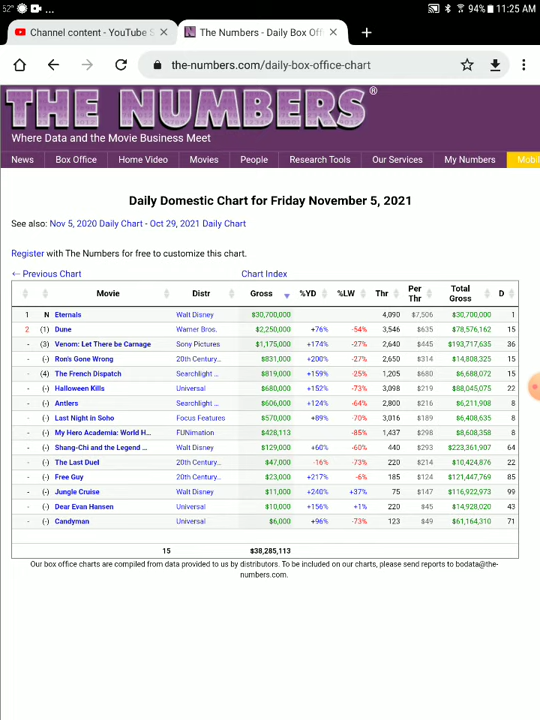 52° ... 94% 11:25 AM
Channel content - YouTube S × The Numbers - Daily Box Off × +
the-numbers.com/daily-box-office-chart
THE NUMBERS®
Where Data and the Movie Business Meet
News Box Office Home Video Movies People Research Tools Our Services My Numbers Mobil
Daily Domestic Chart for Friday November 5, 2021
See also: Nov 5, 2020 Daily Chart - Oct 29, 2021 Daily Chart
Register with The Numbers for free to customize this chart.
← Previous Chart Chart Index
Movie Distr Gross %YD %LW Thr Per Thr Total Gross D
1 N Eternals Walt Disney $30,700,000 4,090 $7,506 $30,700,000 1
2 (1) Dune Warner Bros. $2,250,000 +76% -54% 3,546 $635 $78,576,162 15
- (3) Venom: Let There be Carnage Sony Pictures $1,175,000 +174% -27% 2,640 $445 $193,717,635 36
- (-) Ron's Gone Wrong 20th Century... $831,000 +200% -27% 2,650 $314 $14,808,325 15
- (4) The French Dispatch Searchlight ... $819,000 +159% -25% 1,205 $680 $6,688,072 15
- (-) Halloween Kills Universal $680,000 +152% -73% 3,098 $219 $88,045,075 22
- (-) Antlers Searchlight ... $606,000 +124% -64% 2,800 $216 $6,211,908 8
- (-) Last Night in Soho Focus Features $570,000 +89% -70% 3,016 $189 $6,408,635 8
- (-) My Hero Academia: World H... FUNimation $428,113 -85% 1,437 $298 $8,608,358 8
- (-) Shang-Chi and the Legend ... Walt Disney $129,000 +60% -60% 440 $293 $223,361,907 64
- (-) The Last Duel 20th Century... $47,000 -16% -73% 220 $214 $10,424,876 22
- (-) Free Guy 20th Century... $23,000 +217% -6% 185 $124 $121,447,769 85
- (-) Jungle Cruise Walt Disney $11,000 +240% +37% 75 $147 $116,922,973 99
- (-) Dear Evan Hansen Universal $10,000 +156% +1% 220 $45 $14,928,020 43
- (-) Candyman Universal $6,000 +96% -73% 123 $49 $61,164,310 71
15 $38,285,113
Our box office charts are compiled from data provided to us by distributors. To be included on our charts, please send reports to bodata@the-
numbers.com.